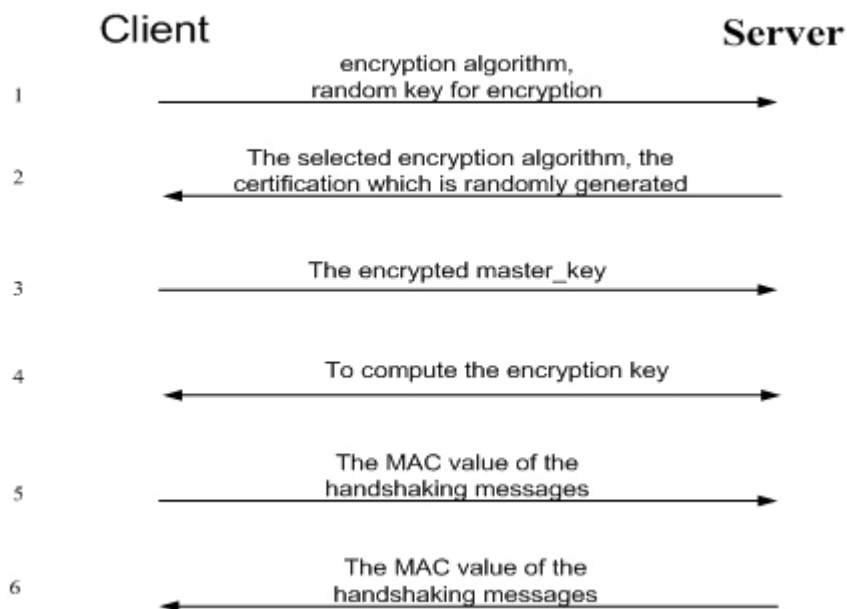 Client
Server
1
encryption algorithm,
random key for encryption
2
The selected encryption algorithm, the
certification which is randomly generated
3
The encrypted master_key
4
To compute the encryption key
5
The MAC value of the
handshaking messages
6
The MAC value of the
handshaking messages